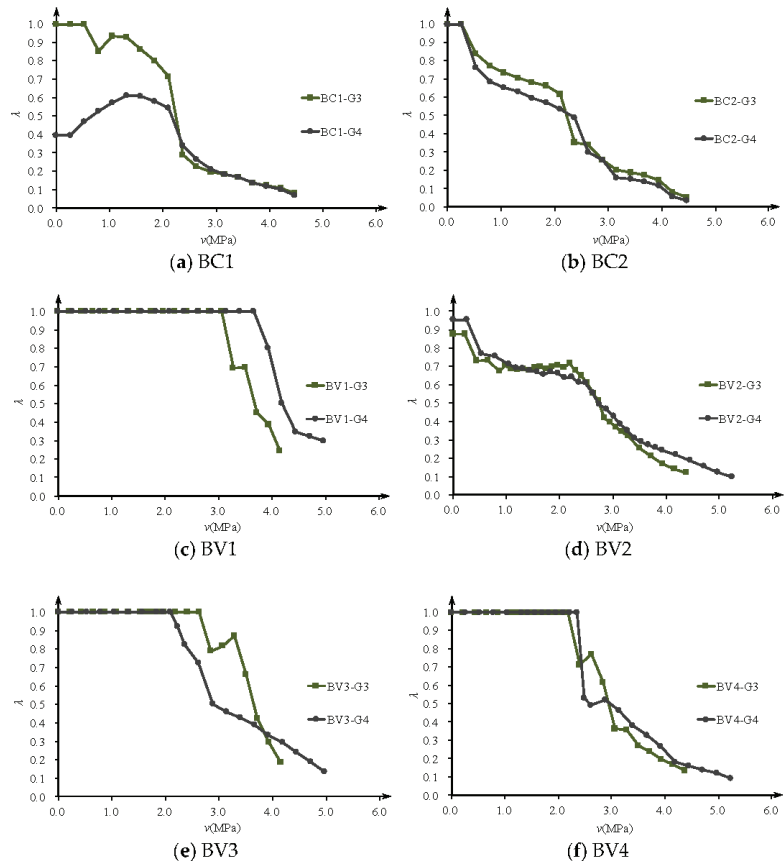 1.0
0.9
0.8
0.7
0.6
0.5
0.4
0.3
0.2
0.1
0.0
λ
BC1-G3
BC1-G4
0.0 1.0 2.0 3.0 4.0 5.0 6.0
v(MPa)
(a) BC1
1.0
0.9
0.8
0.7
0.6
0.5
0.4
0.3
0.2
0.1
0.0
λ
BC2-G3
BC2-G4
0.0 1.0 2.0 3.0 4.0 5.0 6.0
v(MPa)
(b) BC2
1.0
0.9
0.8
0.7
0.6
0.5
0.4
0.3
0.2
0.1
0.0
λ
BV1-G3
BV1-G4
0.0 1.0 2.0 3.0 4.0 5.0 6.0
v(MPa)
(c) BV1
1.0
0.9
0.8
0.7
0.6
0.5
0.4
0.3
0.2
0.1
0.0
λ
BV2-G3
BV2-G4
0.0 1.0 2.0 3.0 4.0 5.0 6.0
v(MPa)
(d) BV2
1.0
0.9
0.8
0.7
0.6
0.5
0.4
0.3
0.2
0.1
0.0
λ
BV3-G3
BV3-G4
0.0 1.0 2.0 3.0 4.0 5.0 6.0
v(MPa)
(e) BV3
1.0
0.9
0.8
0.7
0.6
0.5
0.4
0.3
0.2
0.1
0.0
λ
BV4-G3
BV4-G4
0.0 1.0 2.0 3.0 4.0 5.0 6.0
v(MPa)
(f) BV4